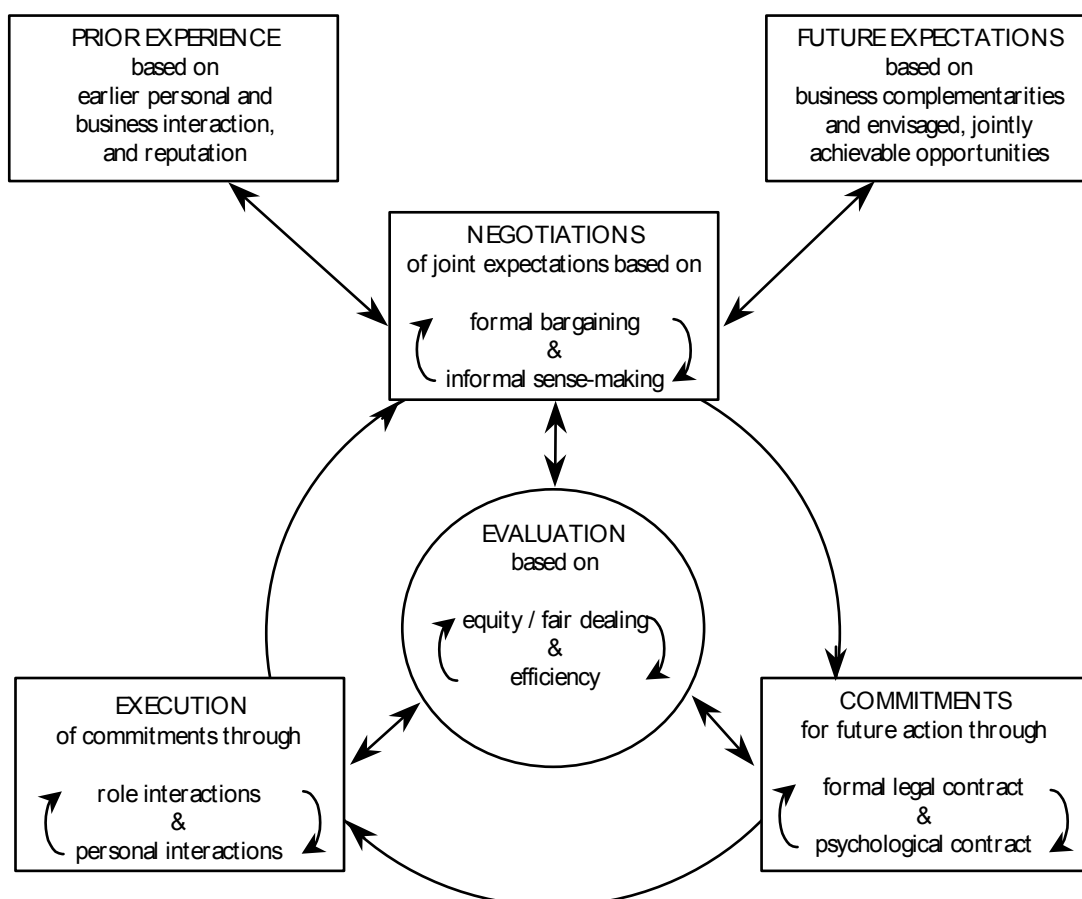 PRIOR EXPERIENCE
based on
earlier personal and
business interaction,
and reputation
FUTURE EXPECTATIONS
based on
business complementarities
and envisaged, jointly
achievable opportunities
NEGOTIATIONS
of joint expectations based on
formal bargaining
&
informal sense-making
EVALUATION
based on
equity / fair dealing
&
efficiency
EXECUTION
of commitments through
role interactions
&
personal interactions
COMMITMENTS
for future action through
formal legal contract
&
psychological contract